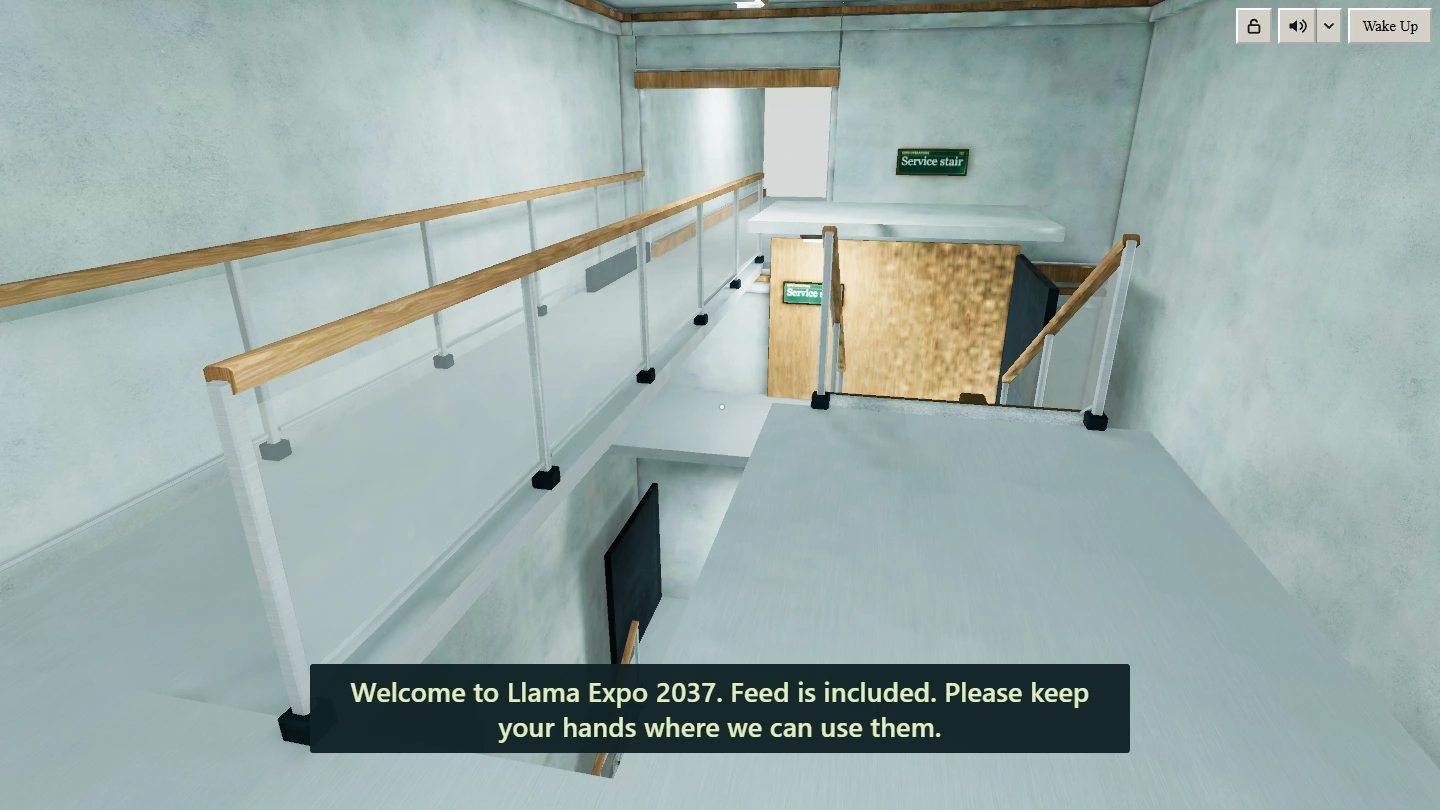 Wake Up
Service stair
Service
Welcome to Llama Expo 2037. Feed is included. Please keep
your hands where we can use them.